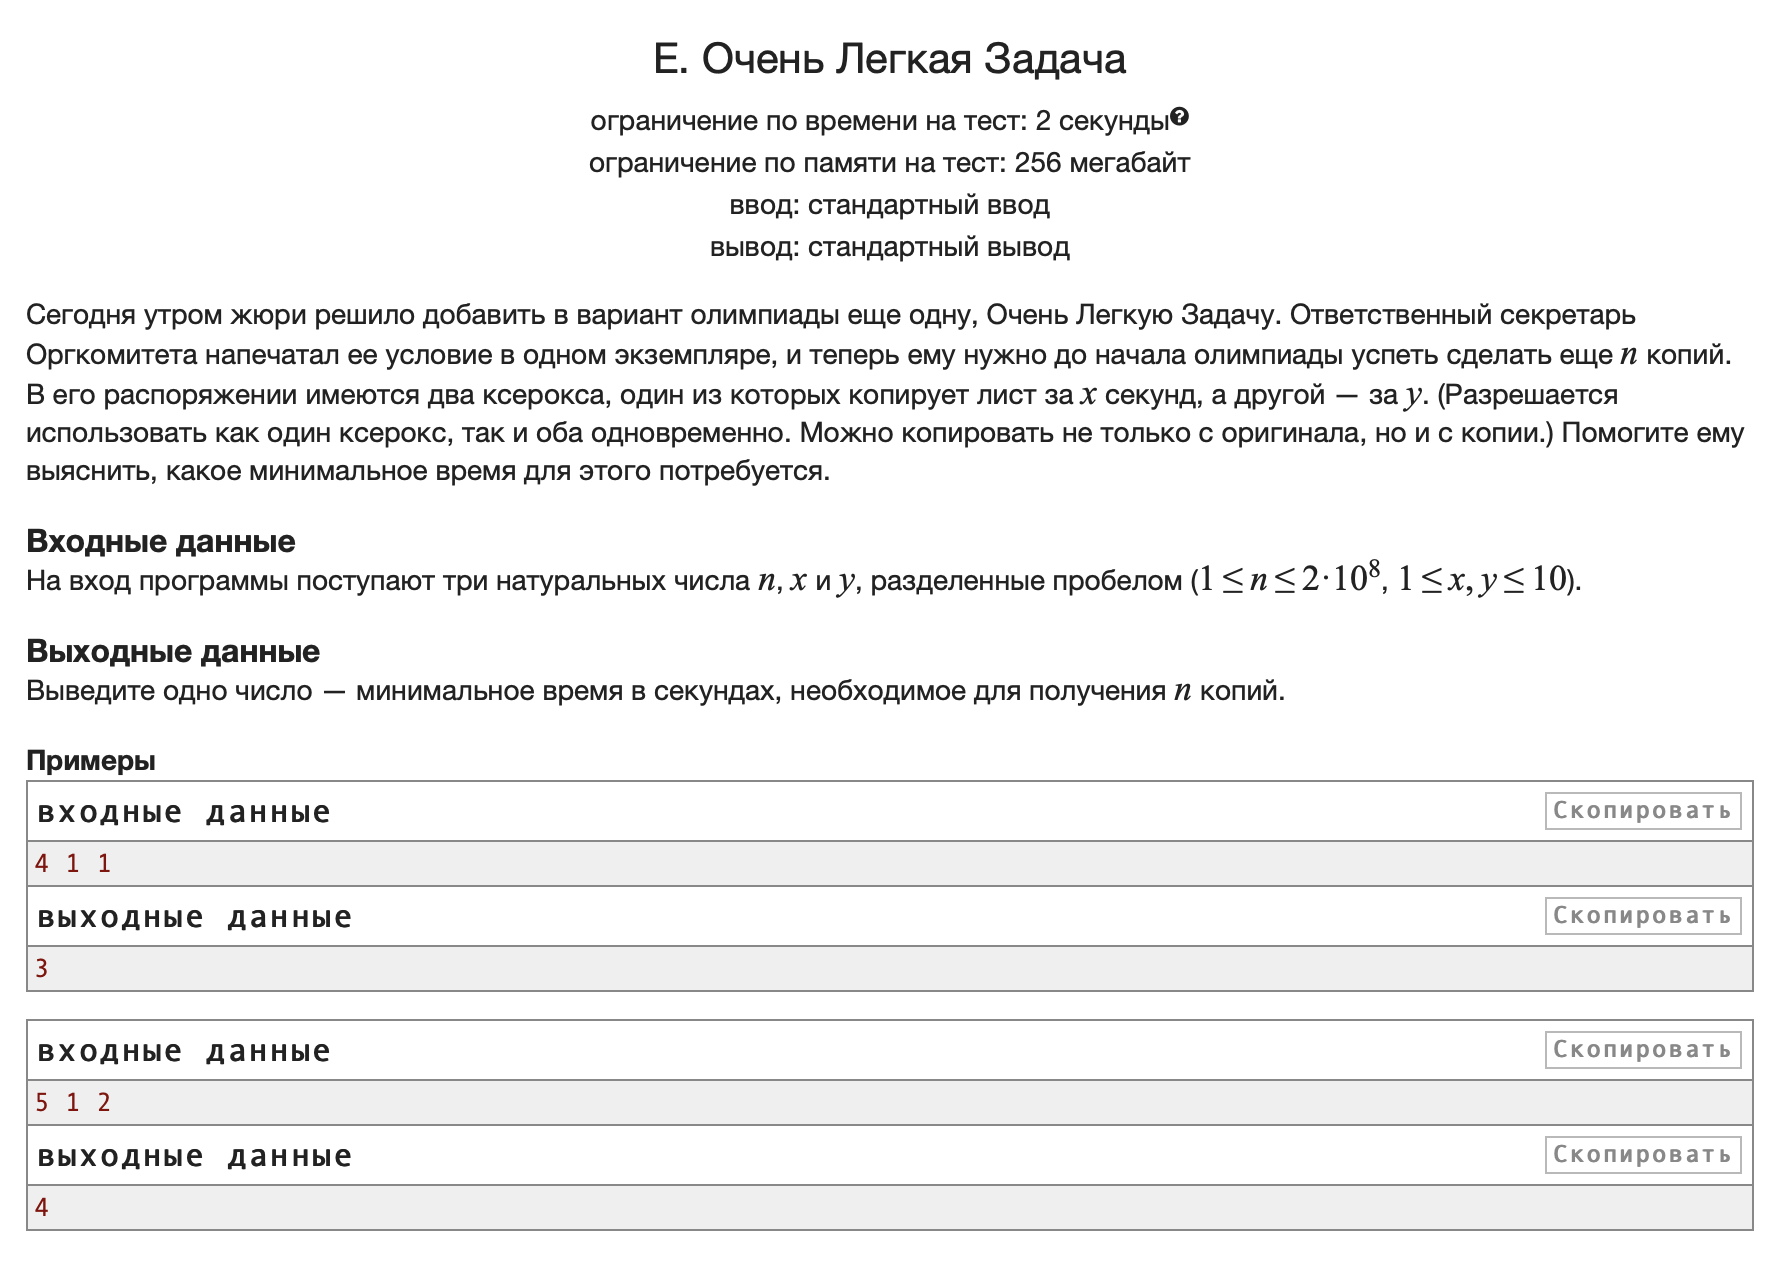 E. Очень Легкая Задача
ограничение по времени на тест: 2 секунды?
ограничение по памяти на тест: 256 мегабайт
ввод: стандартный ввод
вывод: стандартный вывод
Сегодня утром жюри решило добавить в вариант олимпиады еще одну, Очень Легкую Задачу. Ответственный секретарь
Оргкомитета напечатал ее условие в одном экземпляре, и теперь ему нужно до начала олимпиады успеть сделать еще n копий.
В его распоряжении имеются два ксерокса, один из которых копирует лист за x секунд, а другой — за y. (Разрешается
использовать как один ксерокс, так и оба одновременно. Можно копировать не только с оригинала, но и с копии.) Помогите ему
выяснить, какое минимальное время для этого потребуется.
Входные данные
На вход программы поступают три натуральных числа n, x и y, разделенные пробелом (1 ≤ n ≤ 2·10⁸, 1 ≤ x, y ≤ 10).
Выходные данные
Выведите одно число — минимальное время в секундах, необходимое для получения n копий.
Примеры
входные данные Скопировать
4 1 1
выходные данные Скопировать
3
входные данные Скопировать
5 1 2
выходные данные Скопировать
4